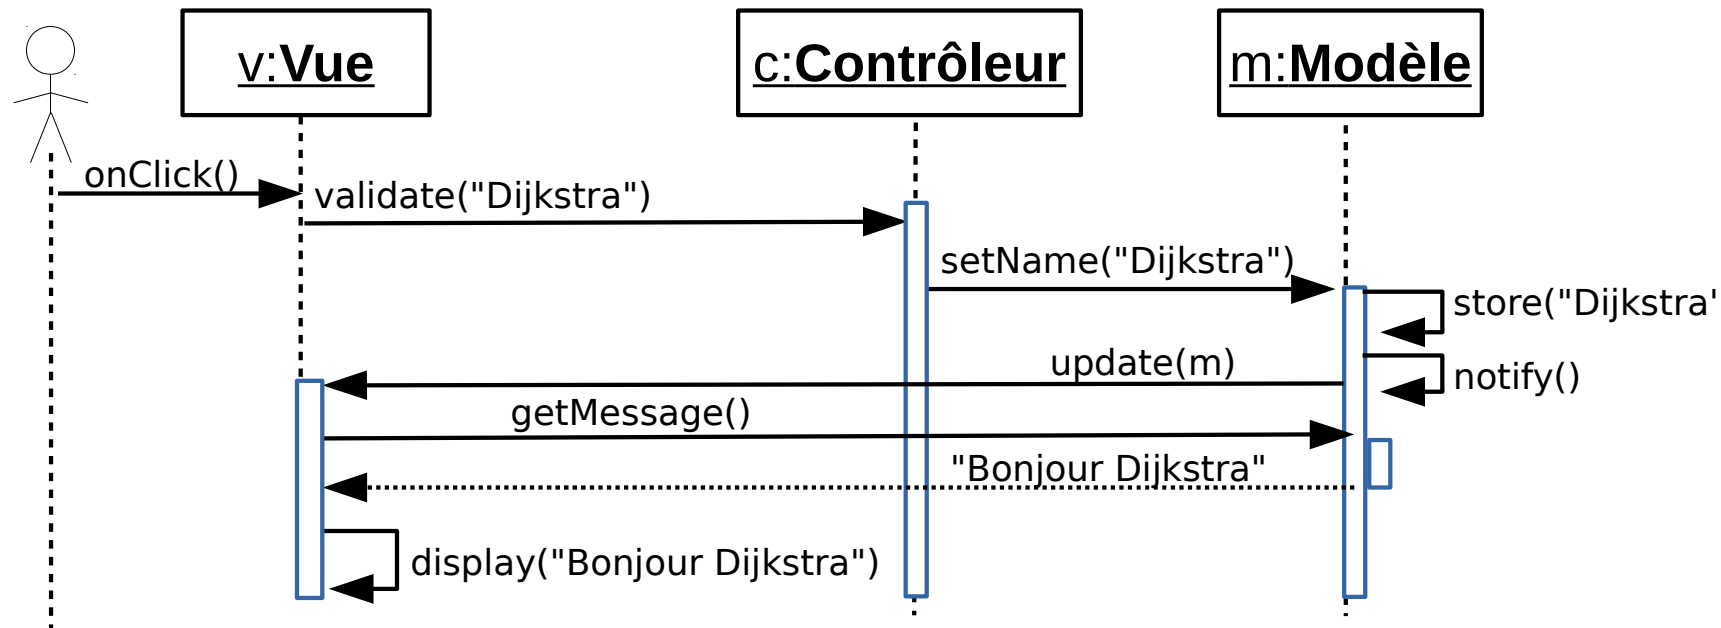 v:Vue
c:Contrôleur
m:Modèle
onClick()
validate("Dijkstra")
setName("Dijkstra")
store("Dijkstra'
update(m)
notify()
getMessage()
"Bonjour Dijkstra"
display("Bonjour Dijkstra")